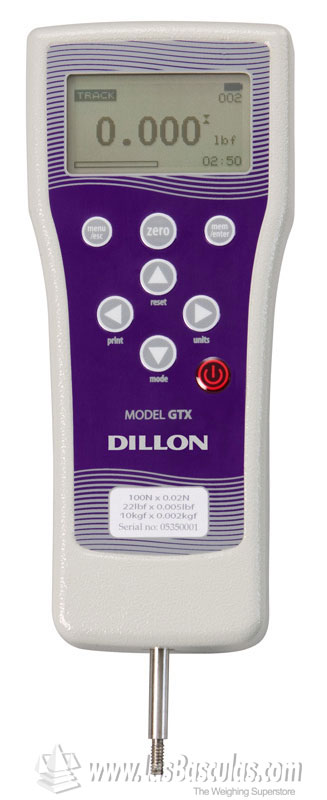 TRACK
002
0.000
lbf
02:50
menu
/esc
zero
mem
/enter
reset
print
units
mode
MODEL GTX
DILLON
100N x 0.02N
22lbf x 0.005lbf
10kgf x 0.002kgf
Serial no: 05350001
www.LasBasculas.com
The Weighing Superstore